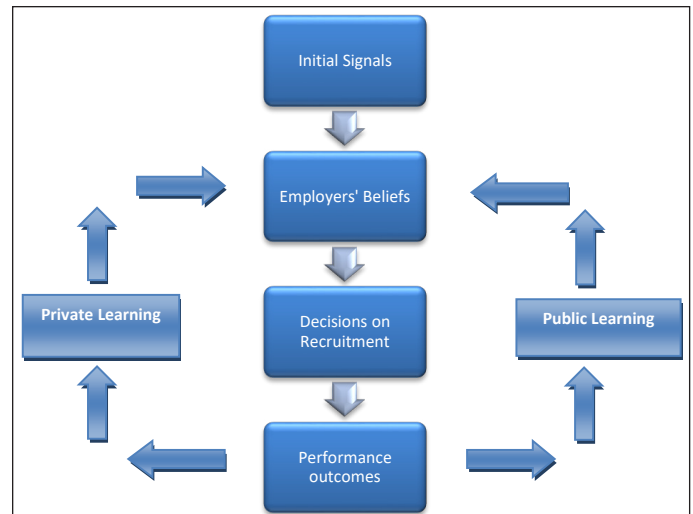 Initial Signals
Employers' Beliefs
Private Learning
Decisions on
Recruitment
Public Learning
Performance
outcomes